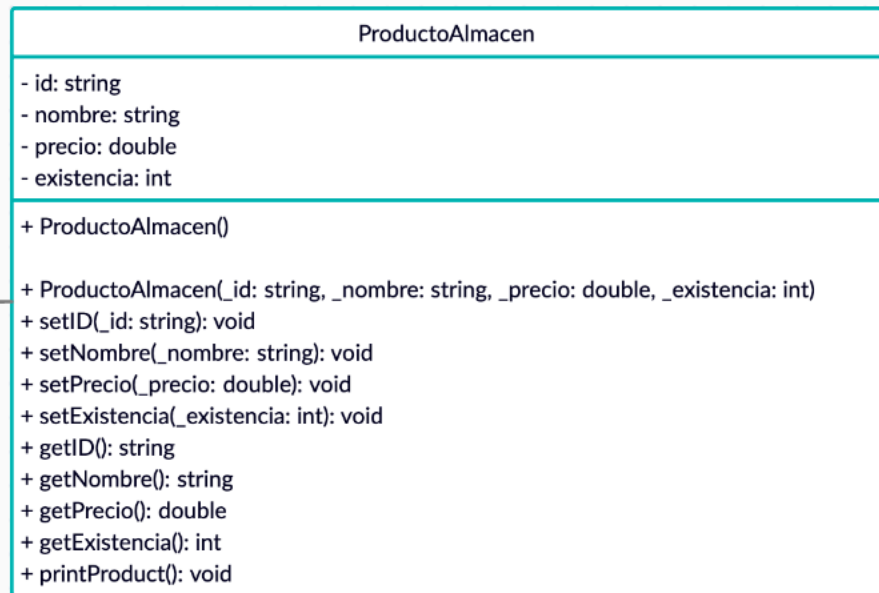 ProductoAlmacen
- id: string
- nombre: string
- precio: double
- existencia: int
+ ProductoAlmacen()
+ ProductoAlmacen(_id: string, _nombre: string, _precio: double, _existencia: int)
+ setID(_id: string): void
+ setNombre(_nombre: string): void
+ setPrecio(_precio: double): void
+ setExistencia(_existencia: int): void
+ getID(): string
+ getNombre(): string
+ getPrecio(): double
+ getExistencia(): int
+ printProduct(): void